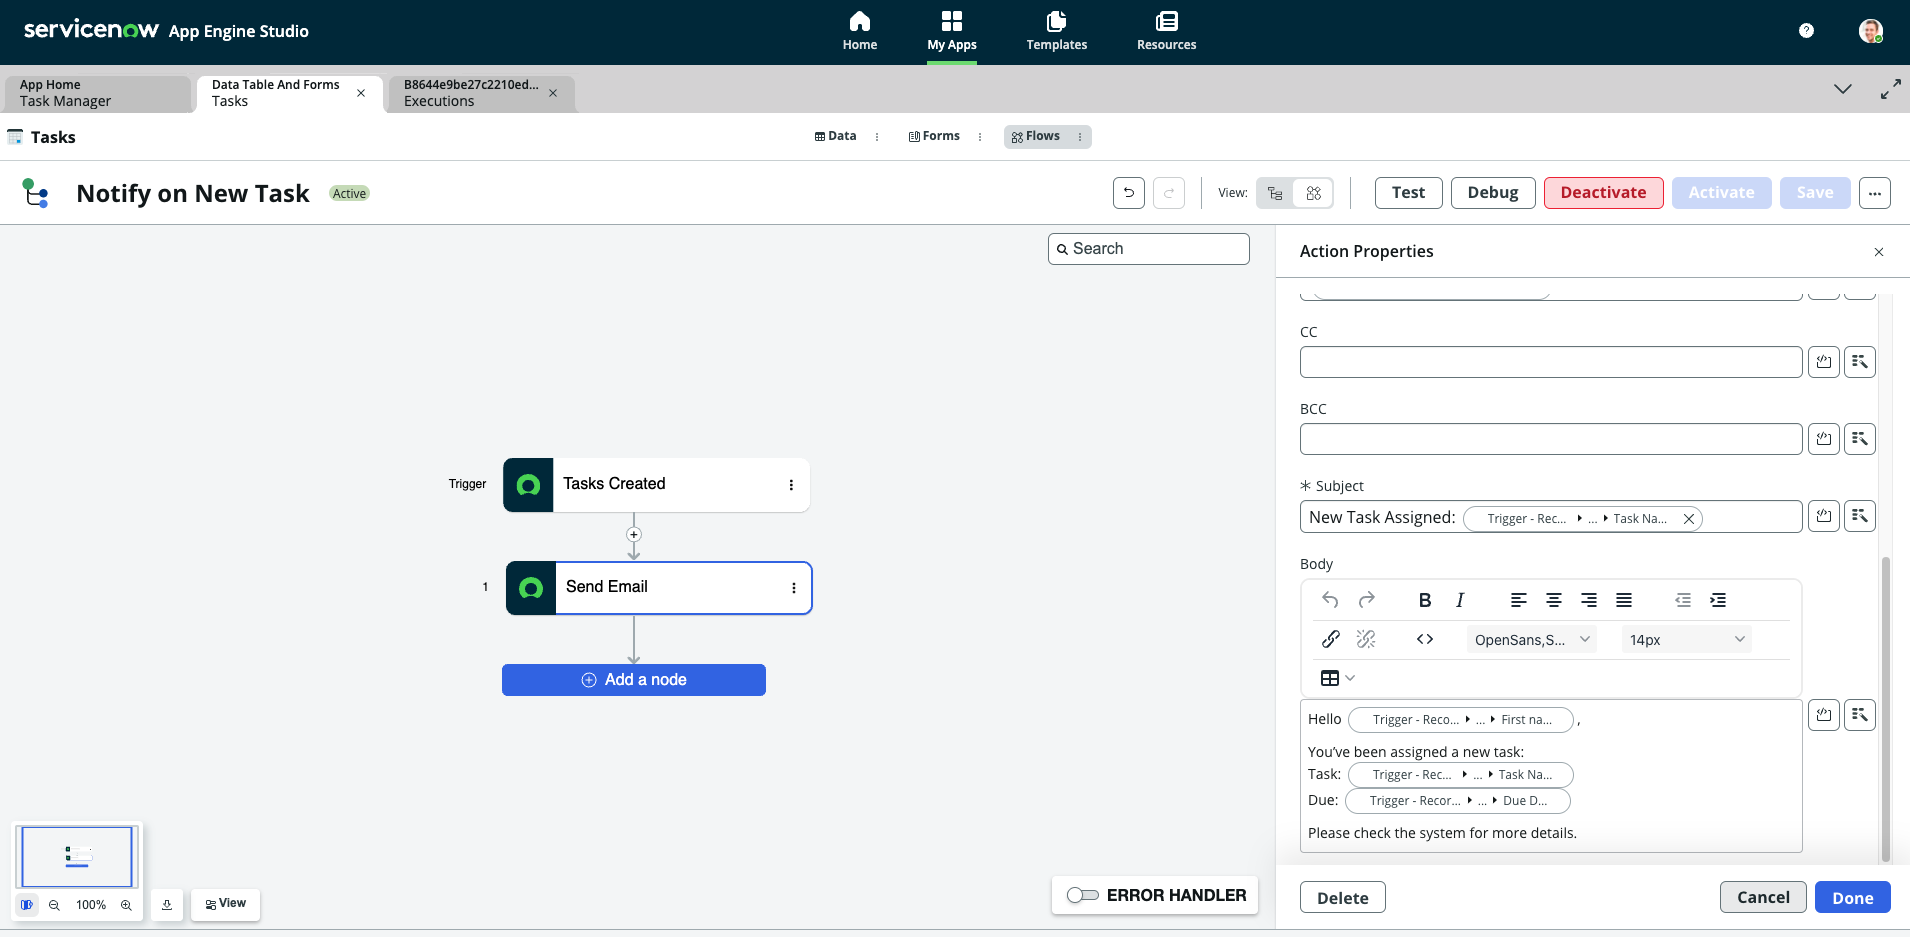 servicenow App Engine Studio
Home
My Apps
Templates
Resources
App Home
Task Manager
Data Table And Forms
Tasks
B8644e9be27c2210ed...
Executions
Tasks
Data
Forms
Flows
Notify on New Task
Active
View:
Test
Debug
Deactivate
Activate
Save
Search
Action Properties
CC
BCC
Subject
New Task Assigned: Trigger - Rec... ... Task Na...
Body
B I
OpenSans,S... 14px
Hello Trigger - Reco... ... First na... ,
You've been assigned a new task:
Task: Trigger - Rec... ... Task Na...
Due: Trigger - Recor... ... Due D...
Please check the system for more details.
Trigger
Tasks Created
1
Send Email
Add a node
100%
View
ERROR HANDLER
Delete
Cancel
Done